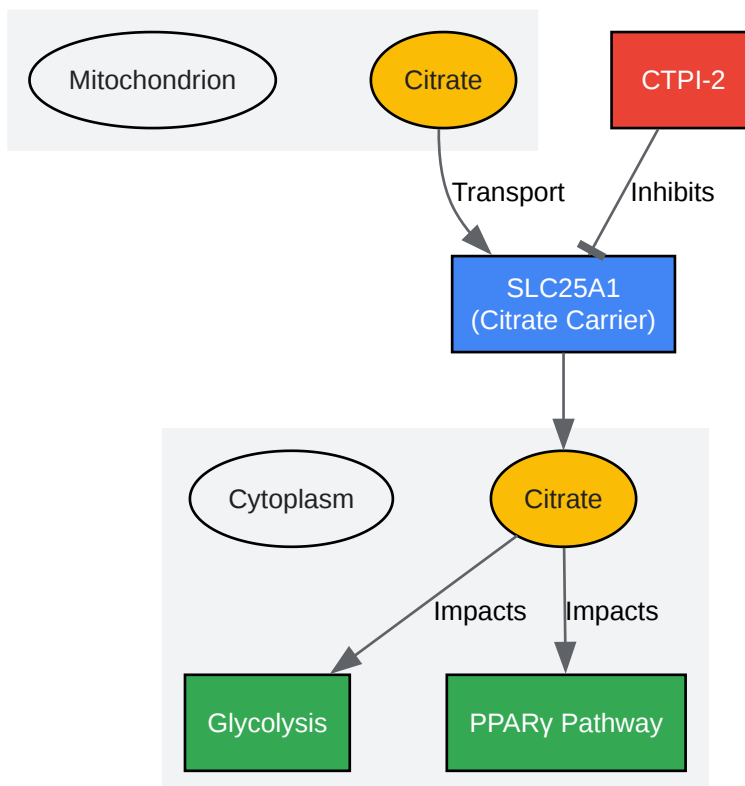 Mitochondrion
Citrate
CTPI-2
Transport
Inhibits
SLC25A1
(Citrate Carrier)
Cytoplasm
Citrate
Impacts
Impacts
Glycolysis
PPARγ Pathway